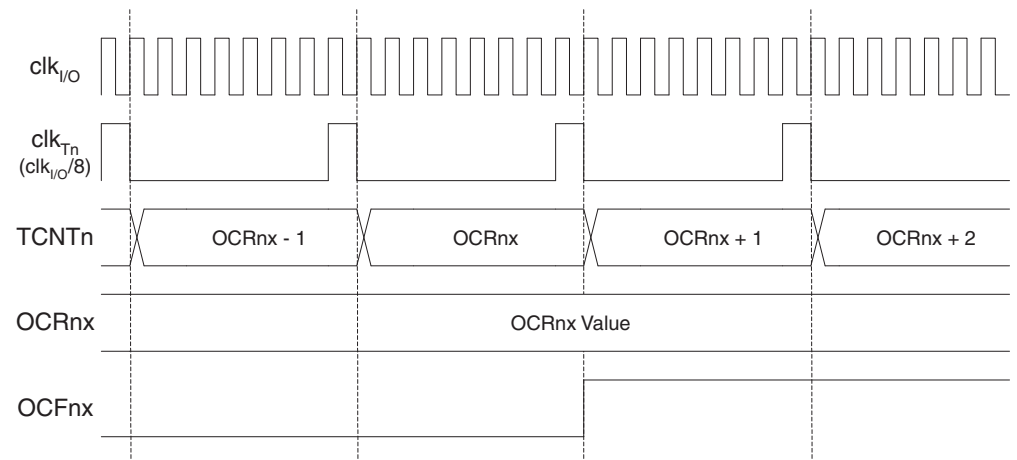 clkI/O
clkTn
(clkI/O/8)
TCNTn
OCRnx - 1
OCRnx
OCRnx + 1
OCRnx + 2
OCRnx
OCRnx Value
OCFnx